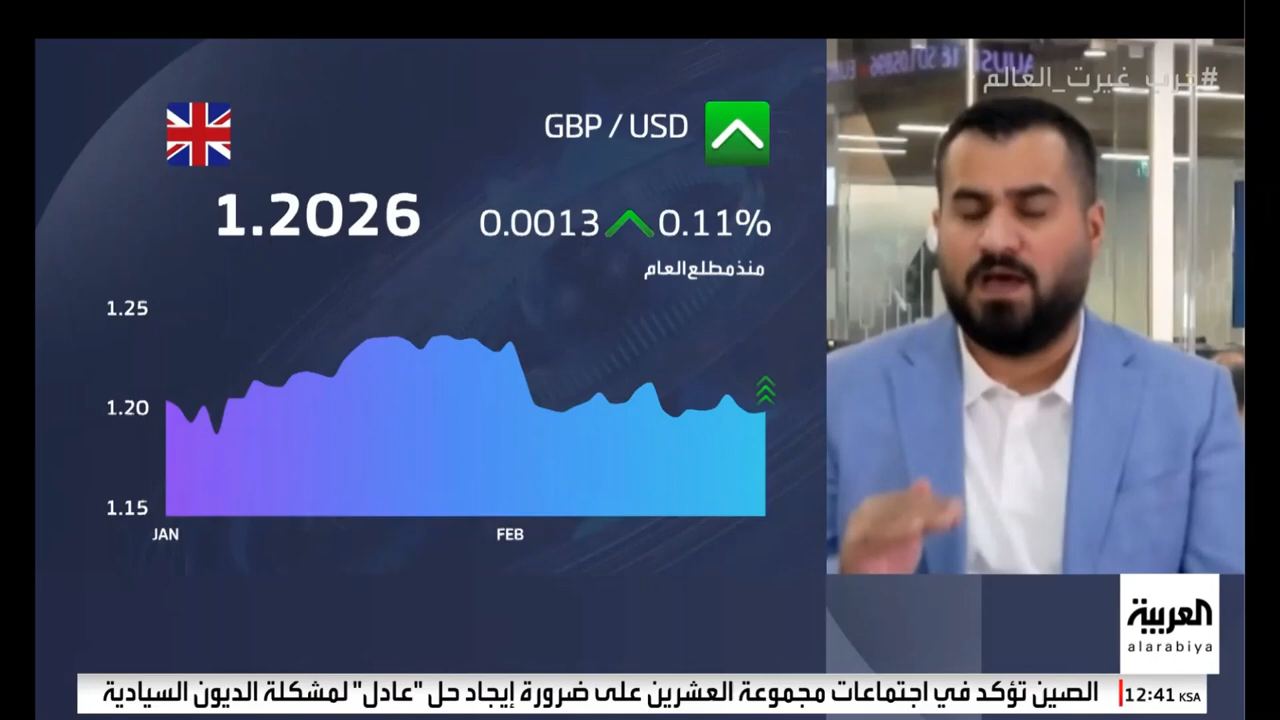 #حرب_غيرت_العالم
GBP / USD
1.2026
0.0013 0.11%
منذ مطلع العام
1.25
1.20
1.15
JAN FEB
العربية
alarabiya
12:41 KSA
الصين تؤكد في اجتماعات مجموعة العشرين على ضرورة إيجاد حل "عادل" لمشكلة الديون السيادية